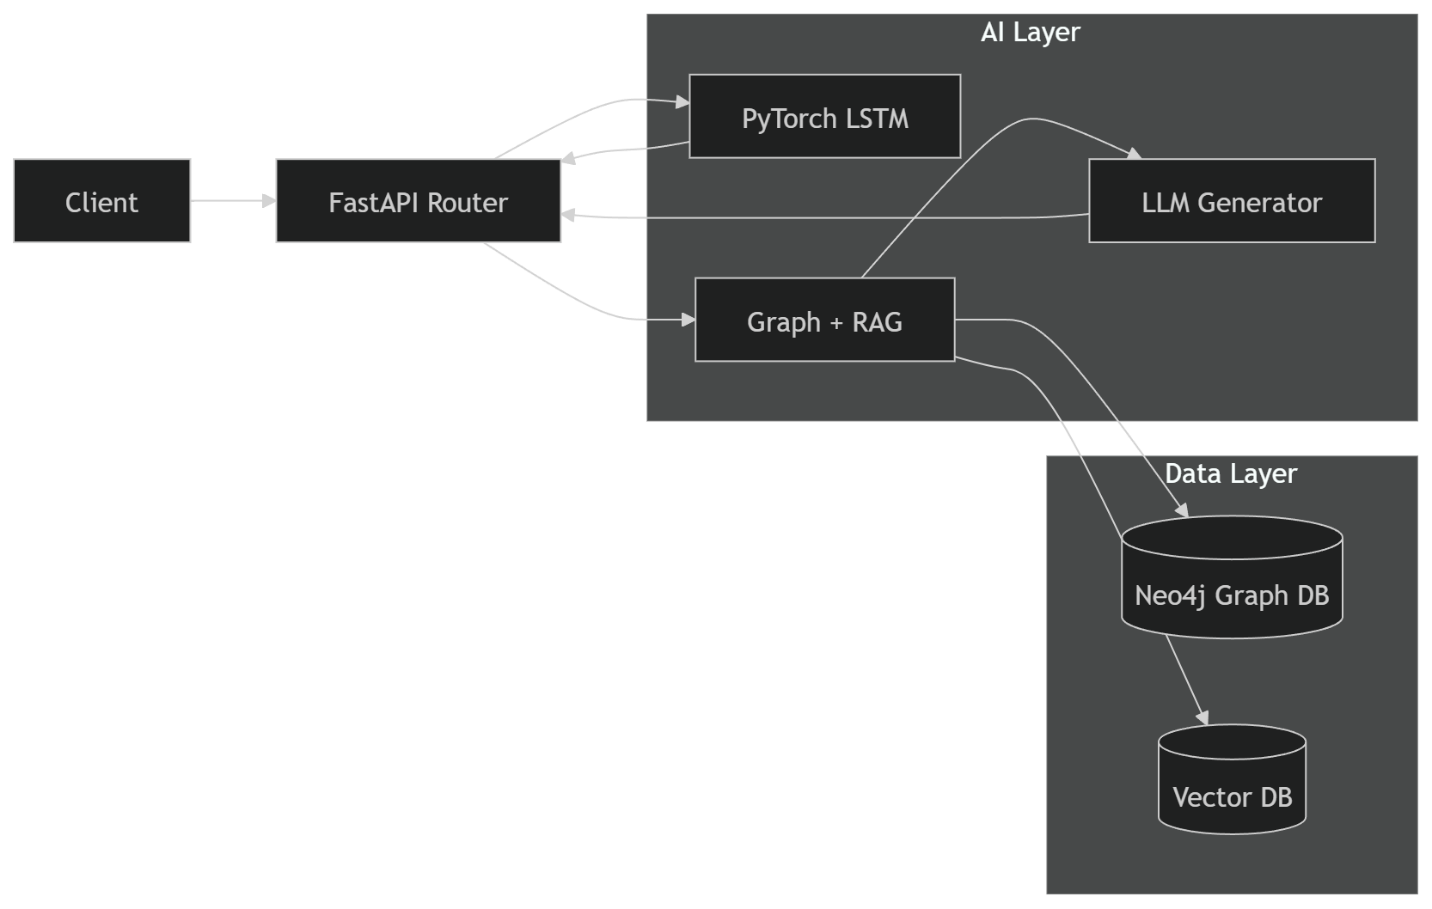 AI Layer
PyTorch LSTM
Client
FastAPI Router
LLM Generator
Graph + RAG
Data Layer
Neo4j Graph DB
Vector DB